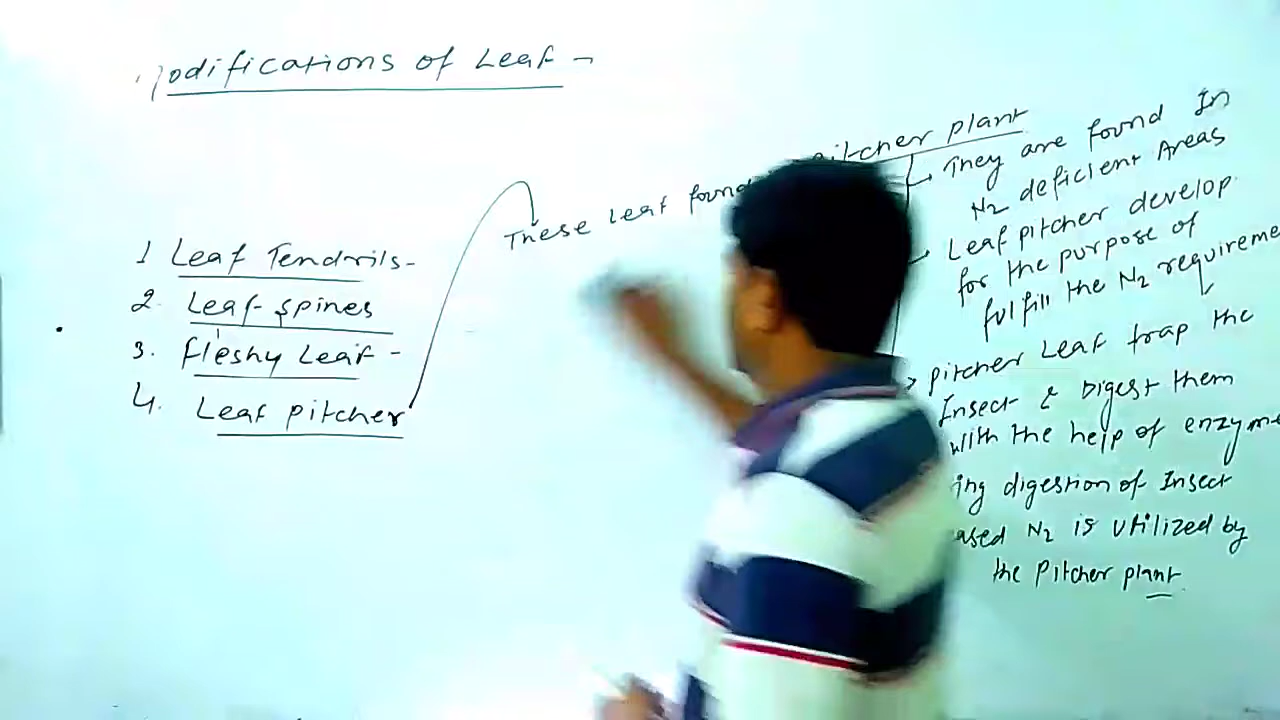 Modifications of Leaf -
1 Leaf Tendrils-
2. Leaf spines
3. fleshy Leaf -
4. Leaf pitcher
These Leaf found
pitcher plant
They are found In
N2 deficient Areas
Leaf pitcher develop.
for the purpose of
fulfill the N2 requireme
pitcher Leaf trap the
Insect & Digest them
with the help of enzyme
ing digestion of Insect
eased N2 is utilized by
the Pitcher plant.